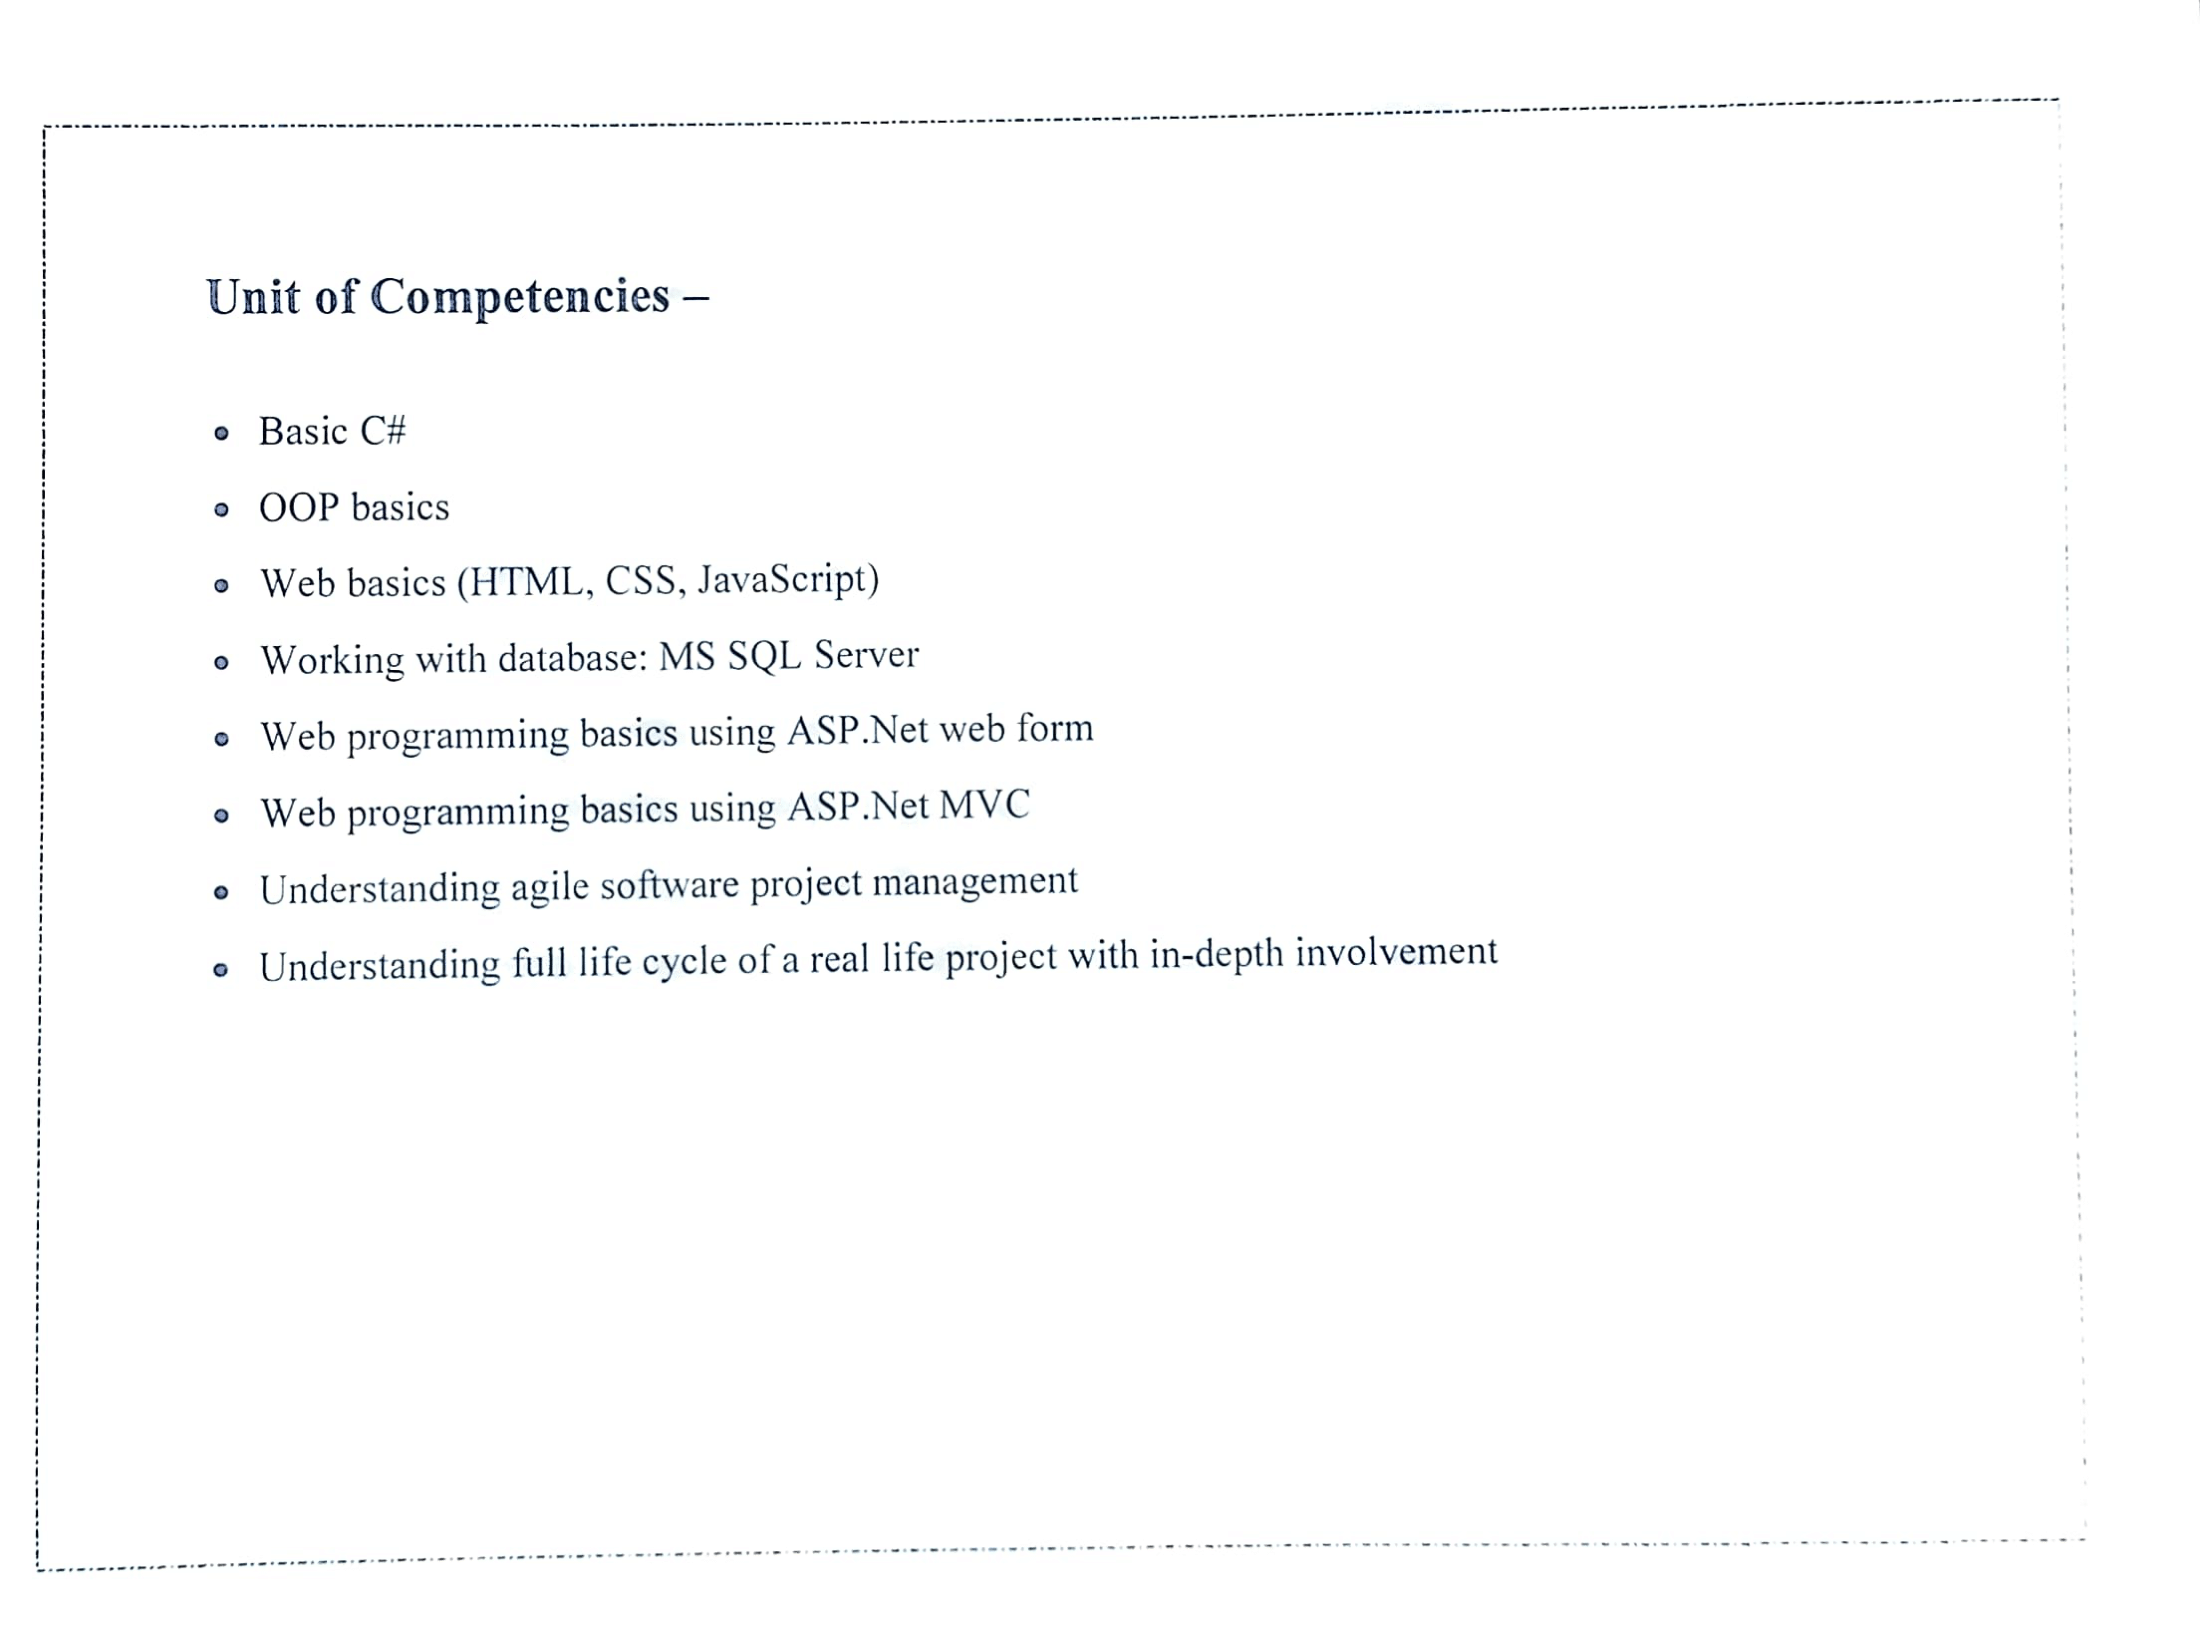 Unit of Competencies –
• Basic C#
• OOP basics
• Web basics (HTML, CSS, JavaScript)
• Working with database: MS SQL Server
• Web programming basics using ASP.Net web form
• Web programming basics using ASP.Net MVC
• Understanding agile software project management
• Understanding full life cycle of a real life project with in-depth involvement